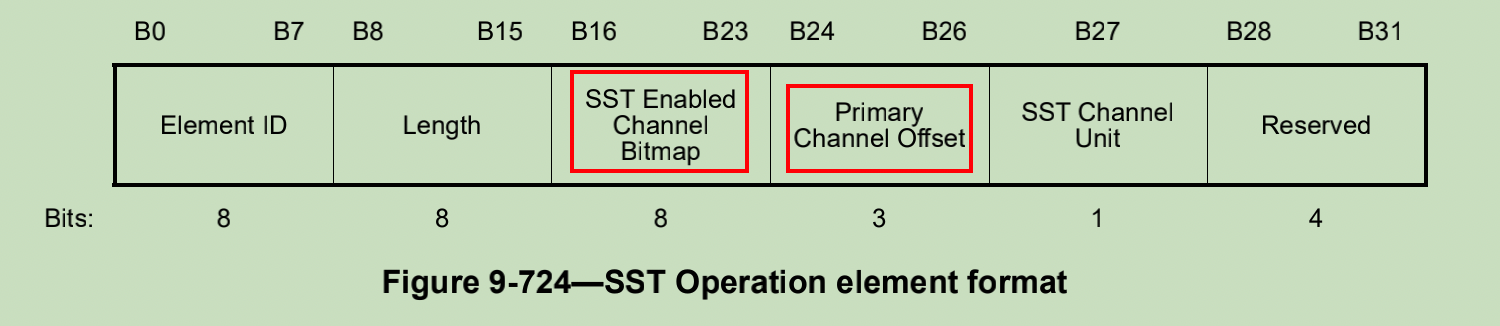 B0 B7 B8 B15 B16 B23 B24 B26 B27 B28 B31
Element ID
Length
SST Enabled
Channel
Bitmap
Primary
Channel Offset
SST Channel
Unit
Reserved
Bits: 8 8 8 3 1 4
Figure 9-724—SST Operation element format